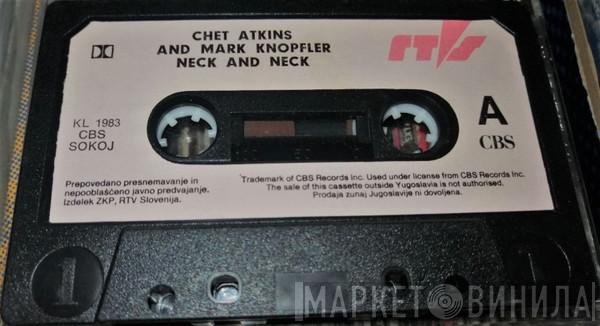 CHET ATKINS
AND MARK KNOPFLER
NECK AND NECK
RTVS
KL 1983
CBS
SOKOJ
A
CBS
Prepovedano presnemavanje in
nepooblaščeno javno predvajanje.
Izdelek ZKP, RTV Slovenija.
Trademark of CBS Records Inc. Used under license from CBS Records Inc.
The sale of this cassette outside Yugoslavia is not authorised.
Prodaja zunaj Jugoslavije ni dovoljena.
1
1
МАРКЕТ ВИНИЛА